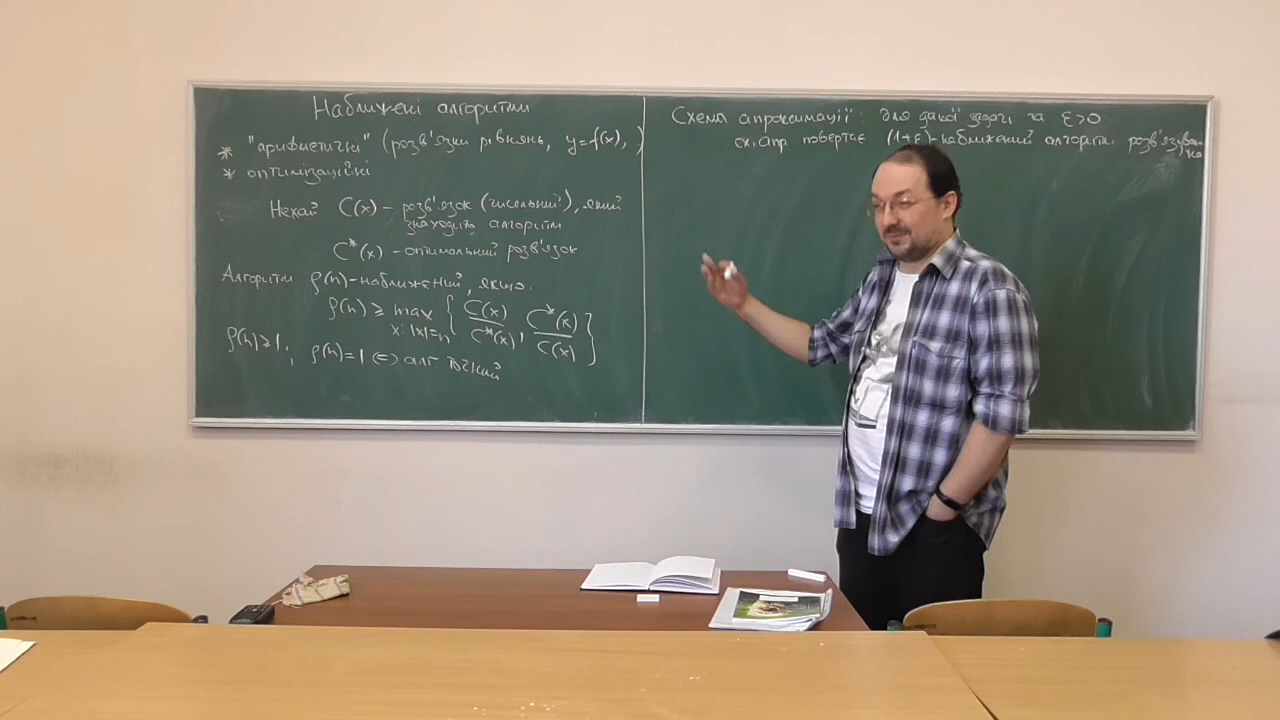 Наближені алгоритми
* "арифметичні" (розв'язки рівнянь, y=f(x), )
* оптимізаційні
Нехай C(x) – розв'язок (чисельний), який
знаходить алгоритм
C*(x) – оптимальний розв'язок
Алгоритм ρ(n)-наближений, якщо:
ρ(n) ≥ max { C(x)/C*(x), C*(x)/C(x) }
x: |x|=n
ρ(n) ≥ 1; ρ(n)=1 ⇔ алг. точний
Схема апроксимації: для даної задачі та ε>0
сх. апр повертає (1+ε)-наближений алгоритм розв'язування